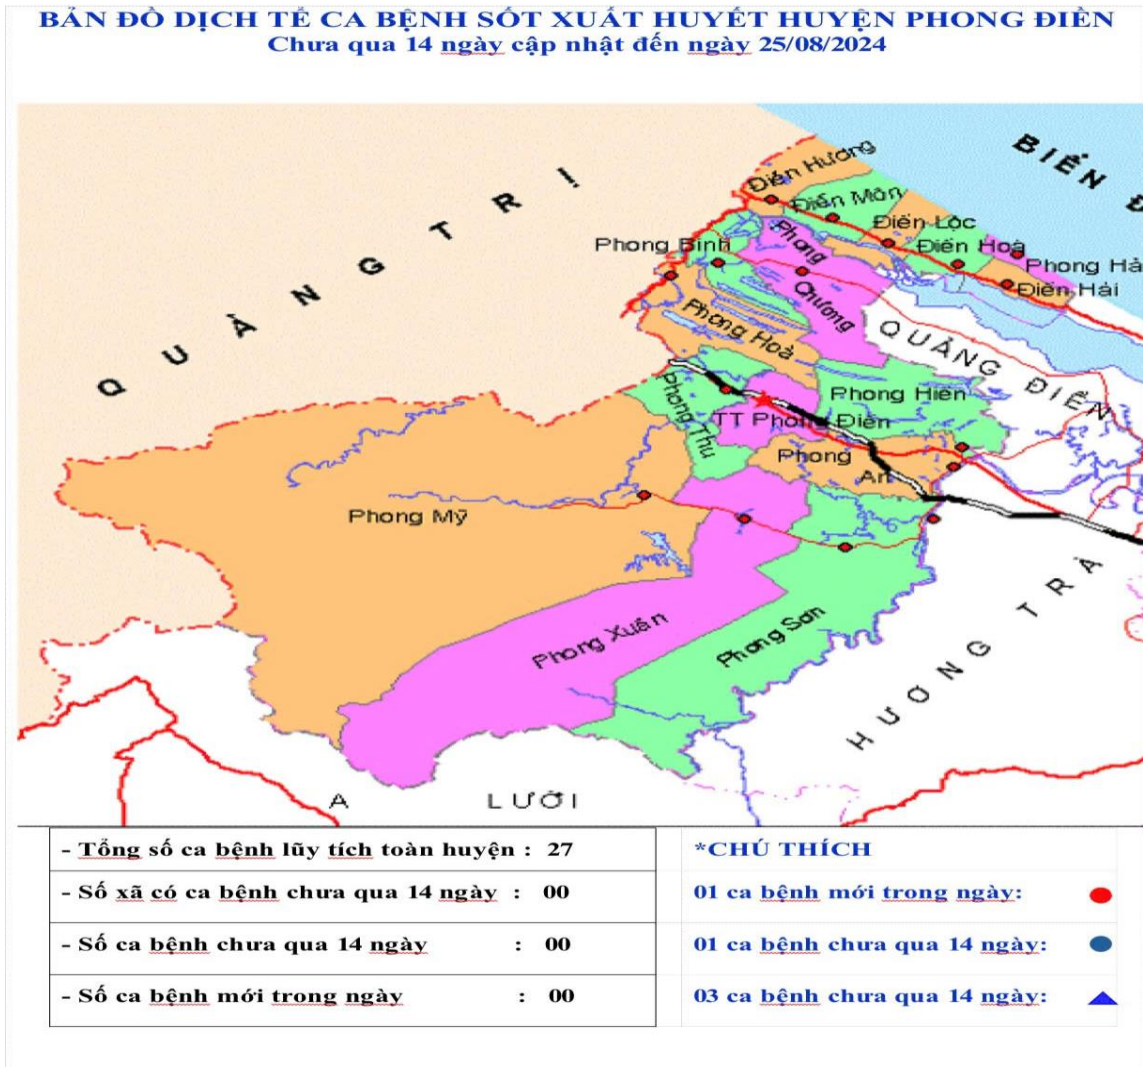 BẢN ĐỒ DỊCH TỄ CA BỆNH SỐT XUẤT HUYẾT HUYỆN PHONG ĐIỀN
Chưa qua 14 ngày cập nhật đến ngày 25/08/2024
BIỂN Đ
QUẢNG TRỊ
Điền Hương
Điền Môn
Điền Lộc
Điền Hoà
Phong Hả
Điền Hải
Phong Bình
Phong Chương
Phong Hoà
QUẢNG ĐIỀN
Phong Hiền
Phong Thu
TT Phong Điền
Phong An
Phong Mỹ
Phong Xuân
Phong Sơn
HƯƠNG TRÀ
A LƯỚI
- Tổng số ca bệnh lũy tích toàn huyện : 27
- Số xã có ca bệnh chưa qua 14 ngày : 00
- Số ca bệnh chưa qua 14 ngày : 00
- Số ca bệnh mới trong ngày : 00
*CHÚ THÍCH
01 ca bệnh mới trong ngày:
01 ca bệnh chưa qua 14 ngày:
03 ca bệnh chưa qua 14 ngày: